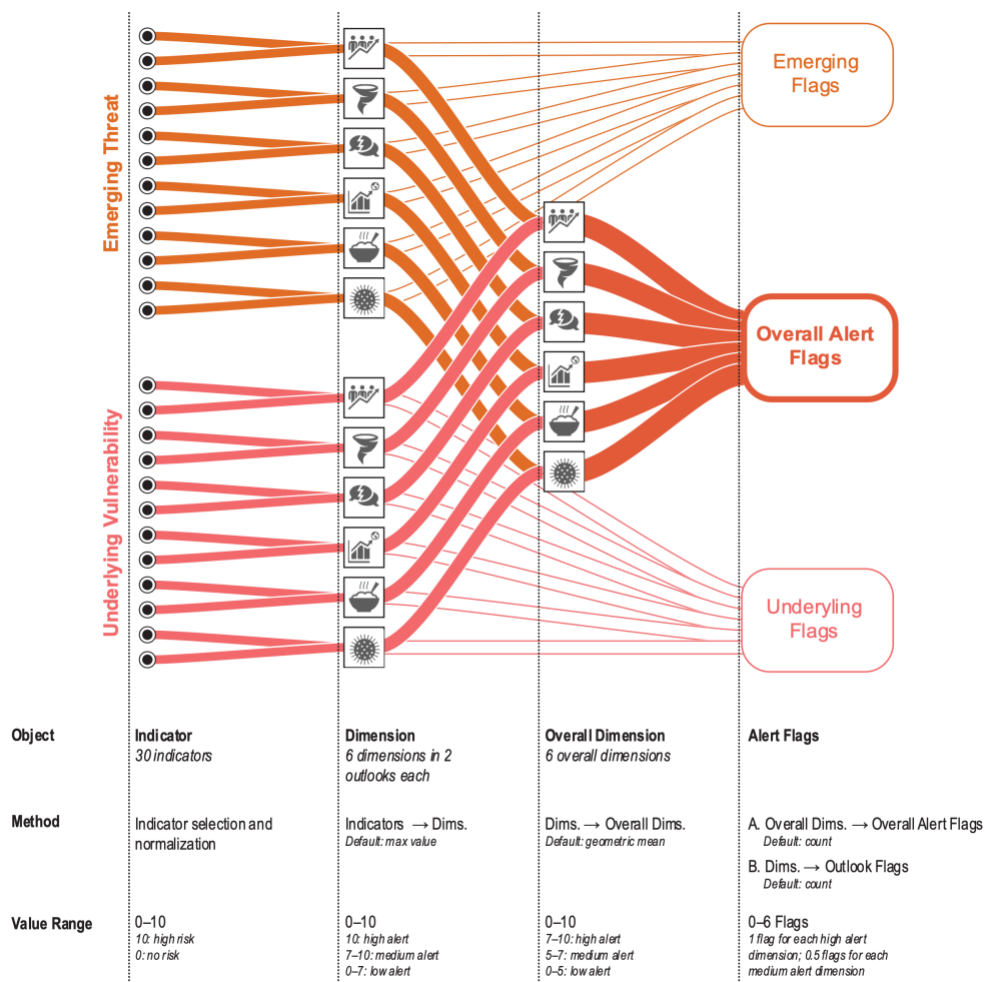 Emerging Threat
Underlying Vulnerability
Emerging
Flags
Overall Alert
Flags
Underyling
Flags
Object
Indicator
30 indicators
Dimension
6 dimensions in 2
outlooks each
Overall Dimension
6 overall dimensions
Alert Flags
Method
Indicator selection and
normalization
Indicators → Dims.
Default: max value
Dims. → Overall Dims.
Default: geometric mean
A. Overall Dims. → Overall Alert Flags
Default: count
B. Dims. → Outlook Flags
Default: count
Value Range
0–10
10: high risk
0: no risk
0–10
10: high alert
7–10: medium alert
0–7: low alert
0–10
7–10: high alert
5–7: medium alert
0–5: low alert
0–6 Flags
1 flag for each high alert
dimension; 0.5 flags for each
medium alert dimension